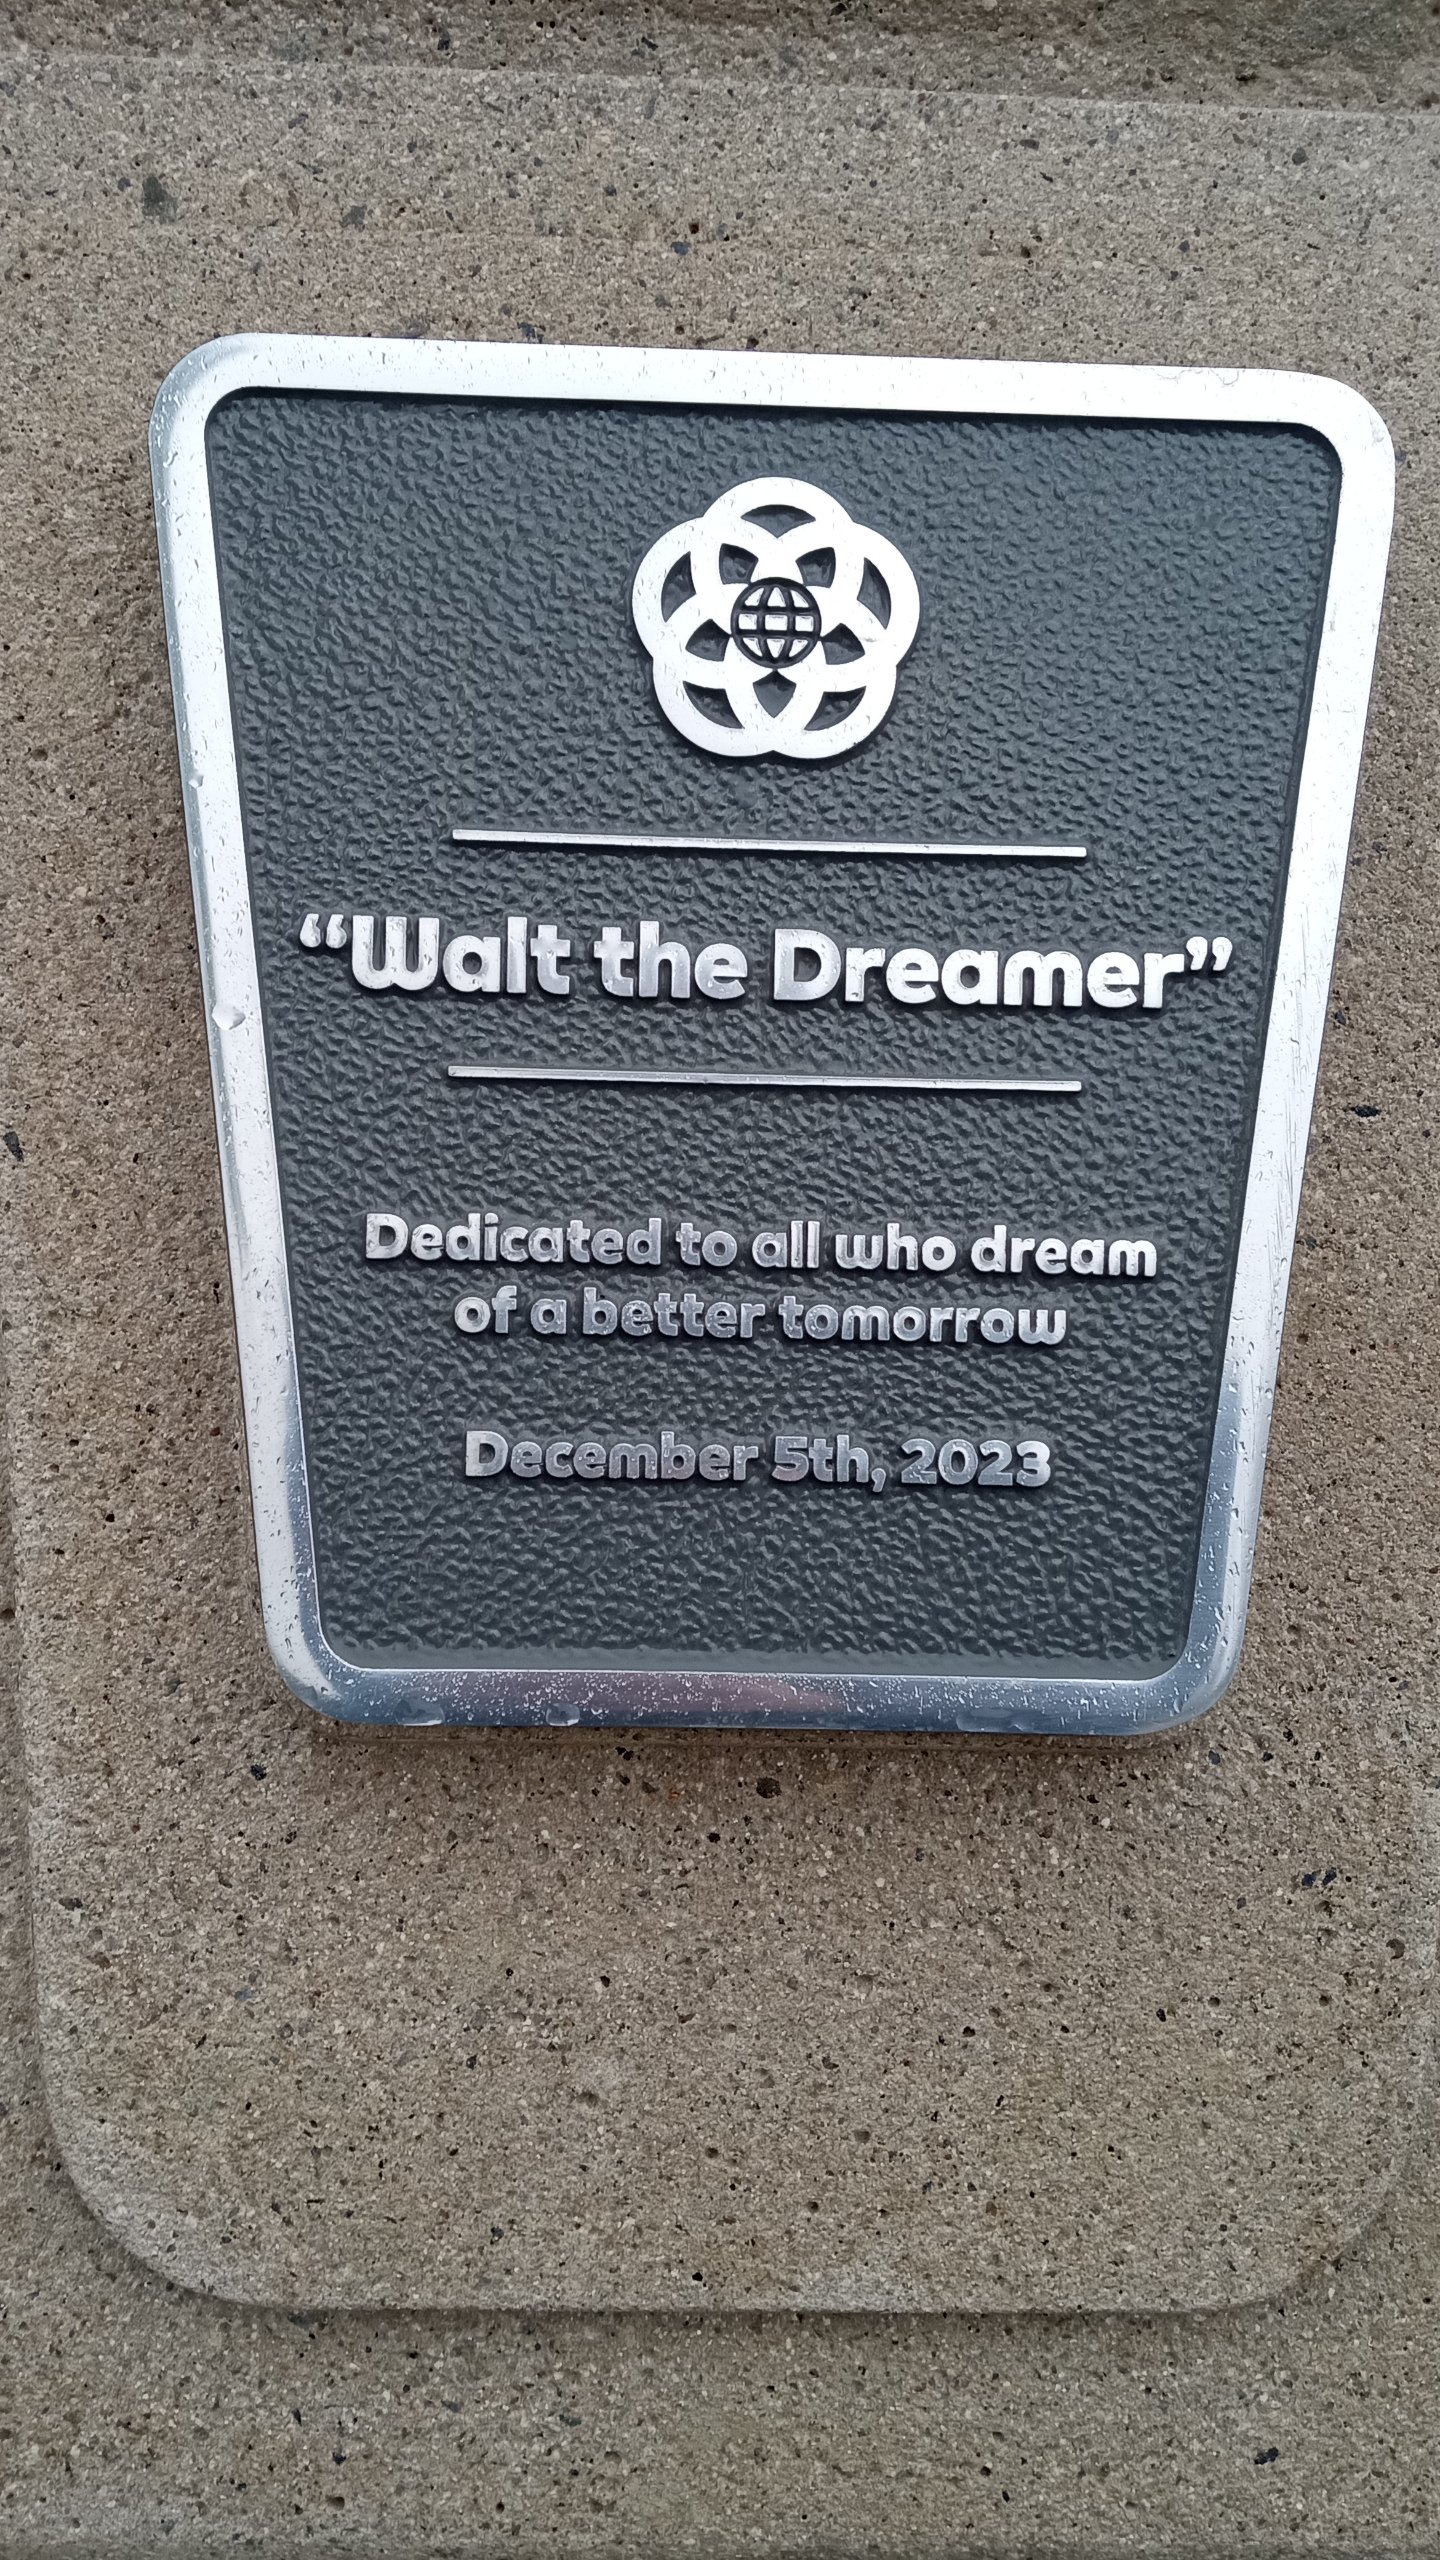 “Walt the Dreamer”
Dedicated to all who dream
of a better tomorrow
December 5th, 2023